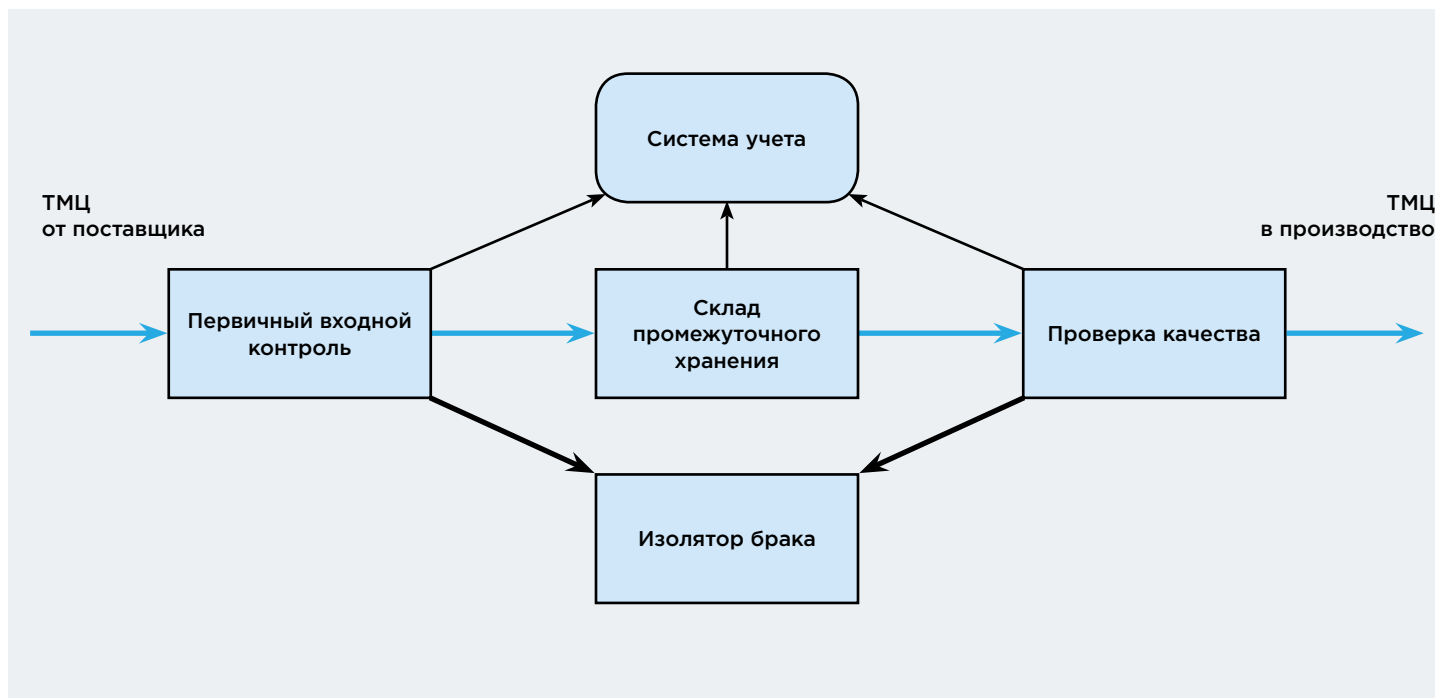 Система учета
ТМЦ
от поставщика
ТМЦ
в производство
Первичный входной
контроль
Склад
промежуточного
хранения
Проверка качества
Изолятор брака